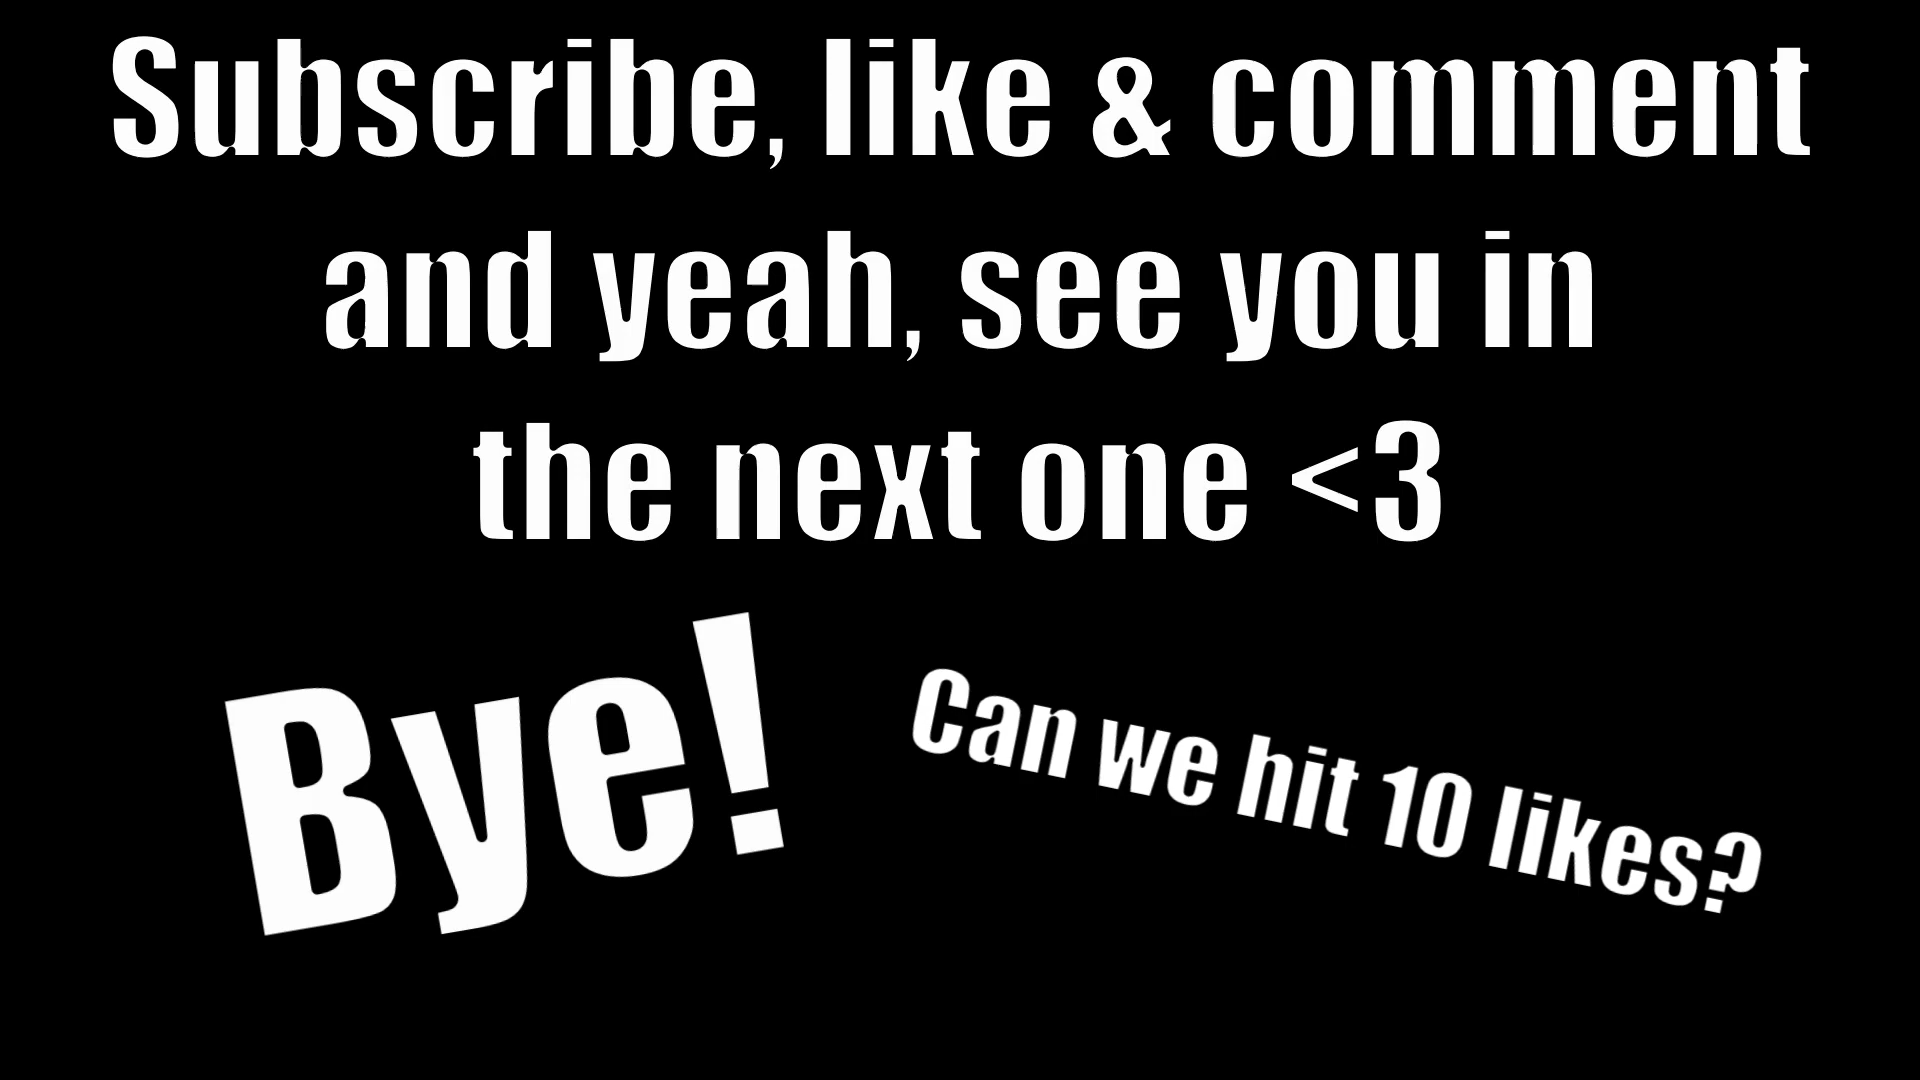 Subscribe, like & comment
and yeah, see you in
the next one <3
Bye!
Can we hit 10 likes?